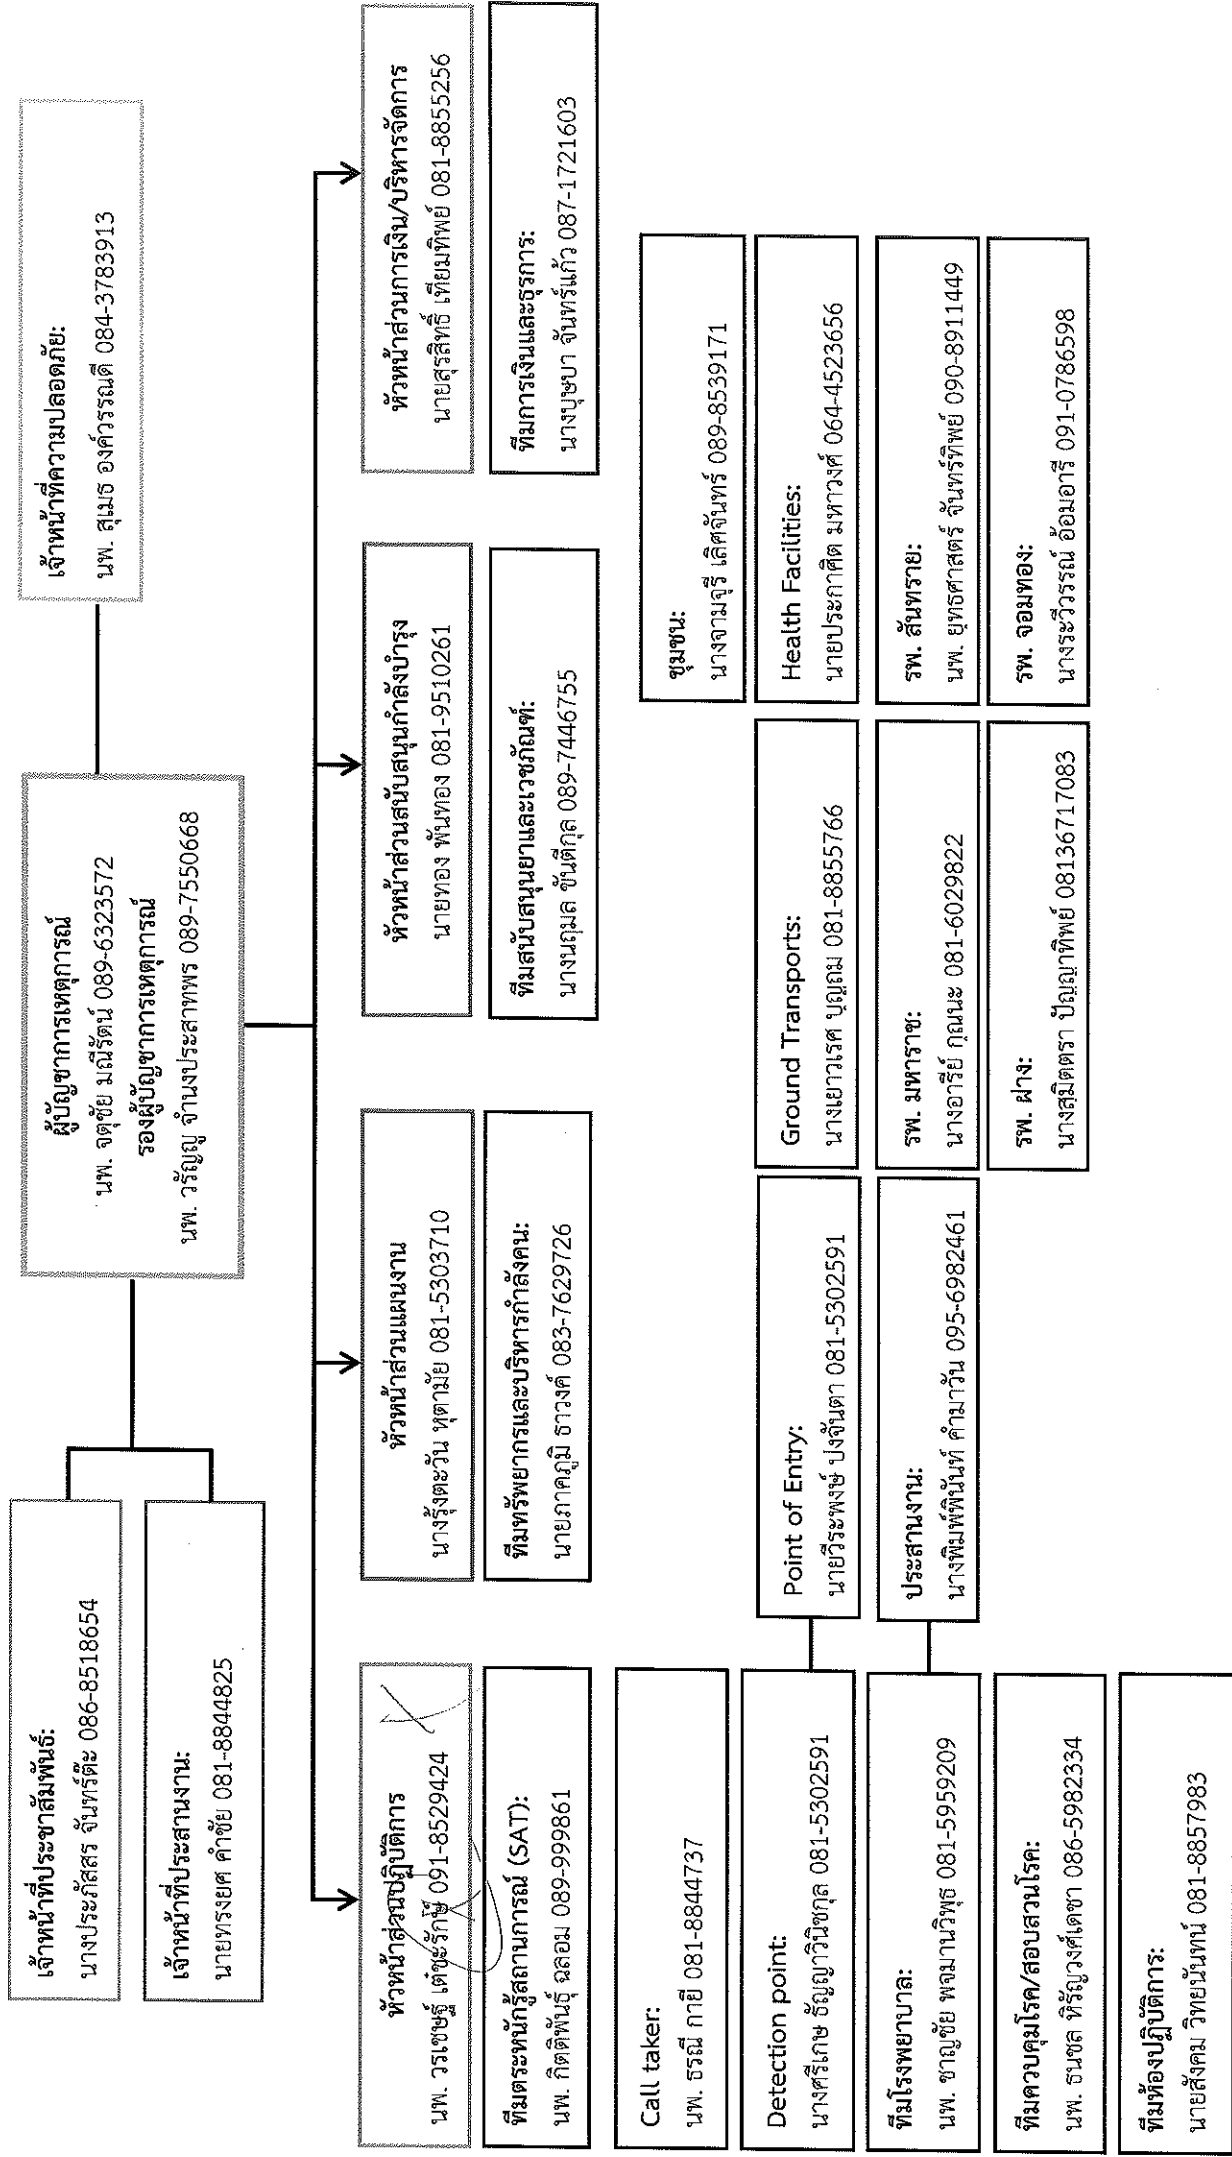 เจ้าหน้าที่ประชาสัมพันธ์:
นางประภัสสร จันทร์ต๊ะ 086-8518654
เจ้าหน้าที่ประสานงาน:
นายทรงยศ คำชัย 081-8844825
ผู้บัญชาการเหตุการณ์
นพ. จตุชัย มณีรัตน์ 089-6323572
รองผู้บัญชาการเหตุการณ์
นพ. วรัญญู จำนงประสาทพร 089-7550668
เจ้าหน้าที่ความปลอดภัย:
นพ. สุเมธ องค์วรรณดี 084-3783913
หัวหน้าส่วนปฏิบัติการ
นพ. วรเชษฐ์ เต๋ชะรักษ์ 091-8529424
ทีมตระหนักรู้สถานการณ์ (SAT):
นพ. กิตติพันธุ์ ฉลอม 089-999861
หัวหน้าส่วนแผนงาน
นางรุ้งตะวัน หุตามัย 081-5303710
ทีมทรัพยากรและบริหารกำลังคน:
นายภาคภูมิ ธาวงค์ 083-7629726
หัวหน้าส่วนสนับสนุนกำลังบำรุง
นายทอง พันทอง 081-9510261
ทีมสนับสนุนยาและเวชภัณฑ์:
นางนฤมล ขันตีกุล 089-7446755
หัวหน้าส่วนการเงิน/บริหารจัดการ
นายสุรสิทธิ์ เทียมทิพย์ 081-8855256
ทีมการเงินและธุรการ:
นางบุษบา จันทร์แก้ว 087-1721603
Call taker:
นพ. ธรณี กายี 081-8844737
Detection point:
นางศรีเกษ ธัญญาวินิชกุล 081-5302591
Point of Entry:
นายวีระพงษ์ ปงจันตา 081-5302591
Ground Transports:
นางเยาวเรศ บุญถม 081-8855766
ชุมชน:
นางจามจุรี เลิศจันทร์ 089-8539171
Health Facilities:
นายประกาศิต มหาวงศ์ 064-4523656
ทีมโรงพยาบาล:
นพ. ชาญชัย พจมานวิพุธ 081-5959209
ประสานงาน:
นางพิมพ์พินันท์ คำมาวัน 095-6982461
รพ. มหาราช:
นางอารีย์ กุณนะ 081-6029822
รพ. สันทราย:
นพ. ยุทธศาสตร์ จันทร์ทิพย์ 090-8911449
รพ. ฝาง:
นางสุมิตตรา ปัญญาทิพย์ 08136717083
รพ. จอมทอง:
นางระวีวรรณ์ อ้อมอารี 091-0786598
ทีมควบคุมโรค/สอบสวนโรค:
นพ. ธนชล หิรัญวงศ์เดชา 086-5982334
ทีมห้องปฏิบัติการ:
นายสังคม วิทยนันทน์ 081-8857983